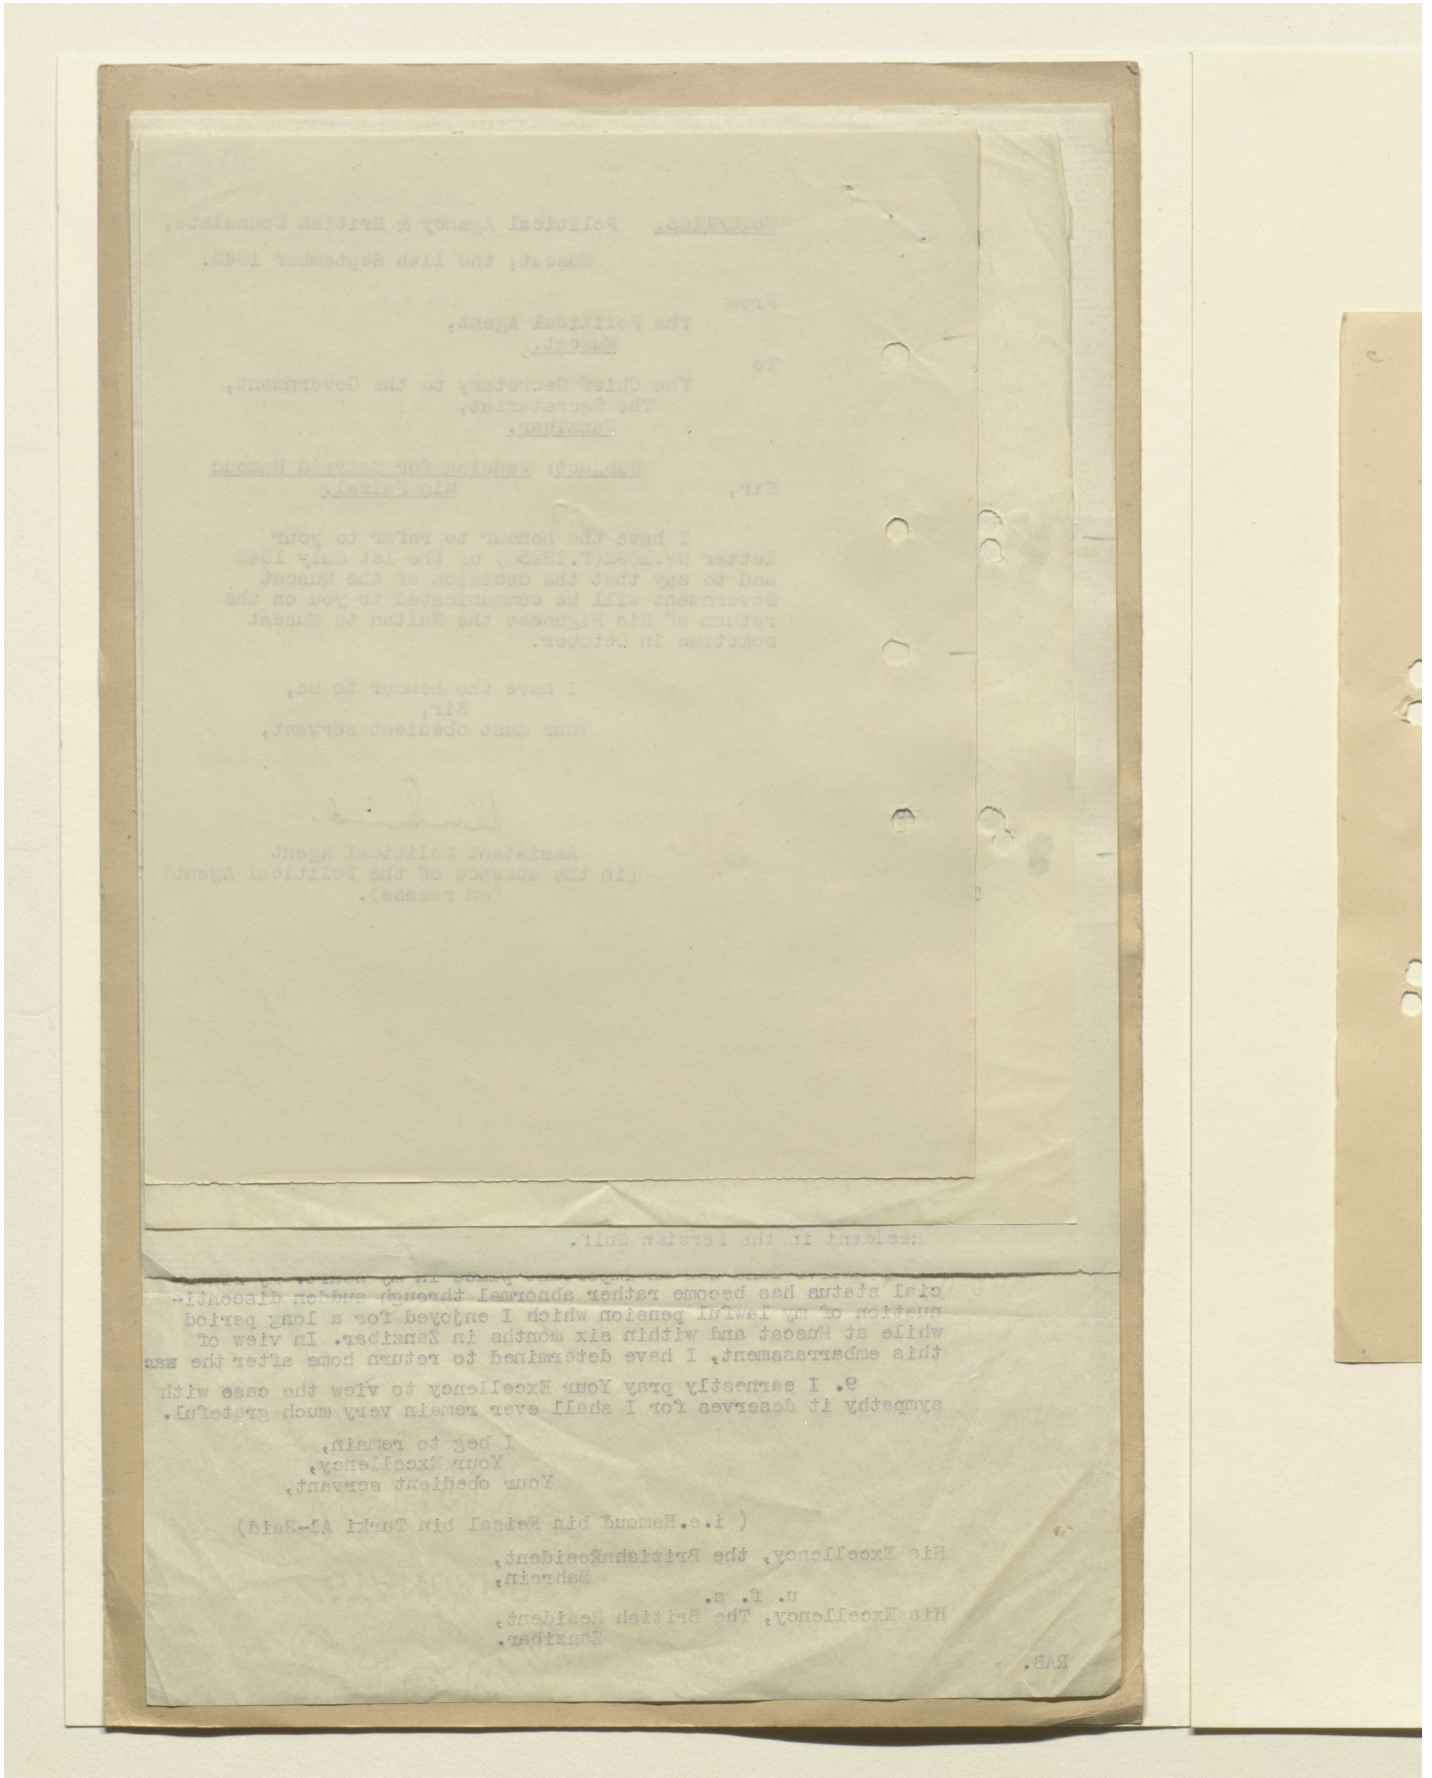 Political Agency & British Consulate,
Muscat, the 11th September 1943.
From
The Political Agent,
Muscat.
To
The Chief Secretary to the Government,
The Secretariat,
Zanzibar.
Subject: Pension for Saiyid Hamoud
Bin Faisal.
Sir,
I have the honour to refer to your
letter of the 1st July 1943
and to say that the decision of the Muscat
Government will be communicated to you on the
return of His Highness the Sultan to Muscat
sometime in October.
I have the honour to be,
Sir,
Your most obedient servant,
Assistant Political Agent
(in the absence of the Political Agent)
(on recess).
Resident in the Persian Gulf.
cial status has become rather abnormal through sudden disconti-
nuation of my lawful pension which I enjoyed for a long period
while at Muscat and within six months in Zanzibar. In view of
this embarrassment, I have determined to return home after the war
9. I earnestly pray Your Excellency to view the case with
sympathy it deserves for I shall ever remain very much grateful.
I beg to remain,
Your Excellency,
Your obedient servant,
( i.e.Hamoud bin Feisal bin Turki Al-Said)
His Excellency, the British Resident,
Bahrein,
u. f. s.
His Excellency, The British Resident,
Zanzibar.
RAB.